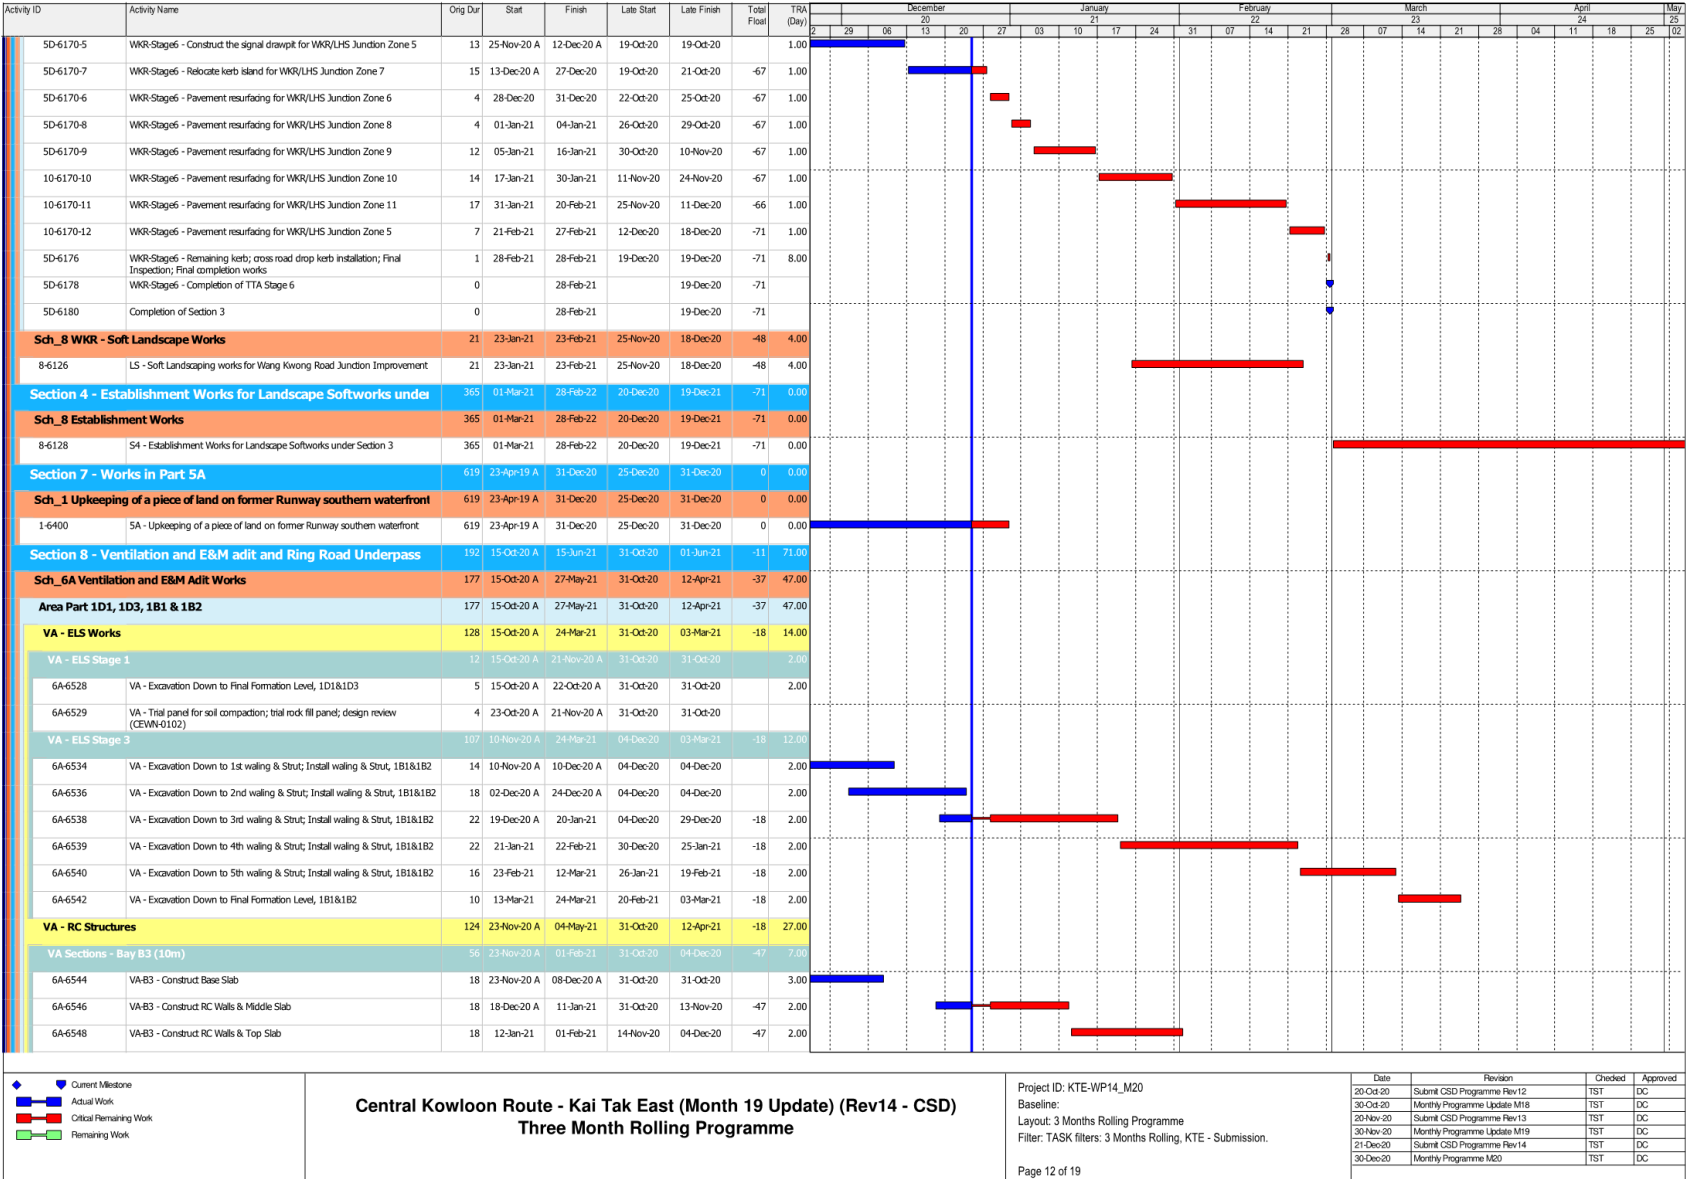 Activity ID Activity Name Orig Dur Start Finish Late Start Late Finish Total Float TRA (Day)
December January February March April May
20 21 22 23 24 25
2 29 06 13 20 27 03 10 17 24 31 07 14 21 28 07 14 21 28 04 11 18 25 02
5D-6170-5 WKR-Stage6 - Construct the signal drawpit for WKR/LHS Junction Zone 5 13 25-Nov-20 A 12-Dec-20 A 19-Oct-20 19-Oct-20 1.00
5D-6170-7 WKR-Stage6 - Relocate kerb island for WKR/LHS Junction Zone 7 15 13-Dec-20 A 27-Dec-20 19-Oct-20 21-Oct-20 -67 1.00
5D-6170-6 WKR-Stage6 - Pavement resurfacing for WKR/LHS Junction Zone 6 4 28-Dec-20 31-Dec-20 22-Oct-20 25-Oct-20 -67 1.00
5D-6170-8 WKR-Stage6 - Pavement resurfacing for WKR/LHS Junction Zone 8 4 01-Jan-21 04-Jan-21 26-Oct-20 29-Oct-20 -67 1.00
5D-6170-9 WKR-Stage6 - Pavement resurfacing for WKR/LHS Junction Zone 9 12 05-Jan-21 16-Jan-21 30-Oct-20 10-Nov-20 -67 1.00
10-6170-10 WKR-Stage6 - Pavement resurfacing for WKR/LHS Junction Zone 10 14 17-Jan-21 30-Jan-21 11-Nov-20 24-Nov-20 -67 1.00
10-6170-11 WKR-Stage6 - Pavement resurfacing for WKR/LHS Junction Zone 11 17 31-Jan-21 20-Feb-21 25-Nov-20 11-Dec-20 -66 1.00
10-6170-12 WKR-Stage6 - Pavement resurfacing for WKR/LHS Junction Zone 5 7 21-Feb-21 27-Feb-21 12-Dec-20 18-Dec-20 -71 1.00
5D-6176 WKR-Stage6 - Remaining kerb; cross road drop kerb installation; Final 1 28-Feb-21 28-Feb-21 19-Dec-20 19-Dec-20 -71 8.00
Inspection; Final completion works
5D-6178 WKR-Stage6 - Completion of TTA Stage 6 0 28-Feb-21 19-Dec-20 -71
5D-6180 Completion of Section 3 0 28-Feb-21 19-Dec-20 -71
Sch_8 WKR - Soft Landscape Works 21 23-Jan-21 23-Feb-21 25-Nov-20 18-Dec-20 -48 4.00
8-6126 LS - Soft Landscaping works for Wang Kwong Road Junction Improvement 21 23-Jan-21 23-Feb-21 25-Nov-20 18-Dec-20 -48 4.00
Section 4 - Establishment Works for Landscape Softworks under 365 01-Mar-21 28-Feb-22 20-Dec-20 19-Dec-21 -71 0.00
Sch_8 Establishment Works 365 01-Mar-21 28-Feb-22 20-Dec-20 19-Dec-21 -71 0.00
8-6128 S4 - Establishment Works for Landscape Softworks under Section 3 365 01-Mar-21 28-Feb-22 20-Dec-20 19-Dec-21 -71 0.00
Section 7 - Works in Part 5A 619 23-Apr-19 A 31-Dec-20 25-Dec-20 31-Dec-20 0 0.00
Sch_1 Upkeeping of a piece of land on former Runway southern waterfront 619 23-Apr-19 A 31-Dec-20 25-Dec-20 31-Dec-20 0 0.00
1-6400 5A - Upkeeping of a piece of land on former Runway southern waterfront 619 23-Apr-19 A 31-Dec-20 25-Dec-20 31-Dec-20 0 0.00
Section 8 - Ventilation and E&M adit and Ring Road Underpass 192 15-Oct-20 A 15-Jun-21 31-Oct-20 01-Jun-21 -11 71.00
Sch_6A Ventilation and E&M Adit Works 177 15-Oct-20 A 27-May-21 31-Oct-20 12-Apr-21 -37 47.00
Area Part 1D1, 1D3, 1B1 & 1B2 177 15-Oct-20 A 27-May-21 31-Oct-20 12-Apr-21 -37 47.00
VA - ELS Works 128 15-Oct-20 A 24-Mar-21 31-Oct-20 03-Mar-21 -18 14.00
VA - ELS Stage 1 12 15-Oct-20 A 21-Nov-20 A 31-Oct-20 31-Oct-20 2.00
6A-6528 VA - Excavation Down to Final Formation Level, 1D1&1D3 5 15-Oct-20 A 22-Oct-20 A 31-Oct-20 31-Oct-20 2.00
6A-6529 VA - Trial panel for soil compaction; trial rock fill panel; design review 4 23-Oct-20 A 21-Nov-20 A 31-Oct-20 31-Oct-20
(CEWN-0102)
VA - ELS Stage 3 107 10-Nov-20 A 24-Mar-21 04-Dec-20 03-Mar-21 -18 12.00
6A-6534 VA - Excavation Down to 1st waling & Strut; Install waling & Strut, 1B1&1B2 14 10-Nov-20 A 10-Dec-20 A 04-Dec-20 04-Dec-20 2.00
6A-6536 VA - Excavation Down to 2nd waling & Strut; Install waling & Strut, 1B1&1B2 18 02-Dec-20 A 24-Dec-20 A 04-Dec-20 04-Dec-20 2.00
6A-6538 VA - Excavation Down to 3rd waling & Strut; Install waling & Strut, 1B1&1B2 22 19-Dec-20 A 20-Jan-21 04-Dec-20 29-Dec-20 -18 2.00
6A-6539 VA - Excavation Down to 4th waling & Strut; Install waling & Strut, 1B1&1B2 22 21-Jan-21 22-Feb-21 30-Dec-20 25-Jan-21 -18 2.00
6A-6540 VA - Excavation Down to 5th waling & Strut; Install waling & Strut, 1B1&1B2 16 23-Feb-21 12-Mar-21 26-Jan-21 19-Feb-21 -18 2.00
6A-6542 VA - Excavation Down to Final Formation Level, 1B1&1B2 10 13-Mar-21 24-Mar-21 20-Feb-21 03-Mar-21 -18 2.00
VA - RC Structures 124 23-Nov-20 A 04-May-21 31-Oct-20 12-Apr-21 -18 27.00
VA Sections - Bay B3 (10m) 56 23-Nov-20 A 01-Feb-21 31-Oct-20 04-Dec-20 -47 7.00
6A-6544 VA-B3 - Construct Base Slab 18 23-Nov-20 A 08-Dec-20 A 31-Oct-20 31-Oct-20 3.00
6A-6546 VA-B3 - Construct RC Walls & Middle Slab 18 18-Dec-20 A 11-Jan-21 31-Oct-20 13-Nov-20 -47 2.00
6A-6548 VA-B3 - Construct RC Walls & Top Slab 18 12-Jan-21 01-Feb-21 14-Nov-20 04-Dec-20 -47 2.00
Current Milestone
Actual Work
Critical Remaining Work
Remaining Work
Central Kowloon Route - Kai Tak East (Month 19 Update) (Rev14 - CSD)
Three Month Rolling Programme
Project ID: KTE-WP14_M20
Baseline:
Layout: 3 Months Rolling Programme
Filter: TASK filters: 3 Months Rolling, KTE - Submission.
Page 12 of 19
Date Revision Checked Approved
20-Oct-20 Submit CSD Programme Rev12 TST DC
30-Oct-20 Monthly Programme Update M18 TST DC
20-Nov-20 Submit CSD Programme Rev13 TST DC
30-Nov-20 Monthly Programme Update M19 TST DC
21-Dec-20 Submit CSD Programme Rev14 TST DC
30-Dec-20 Monthly Programme M20 TST DC